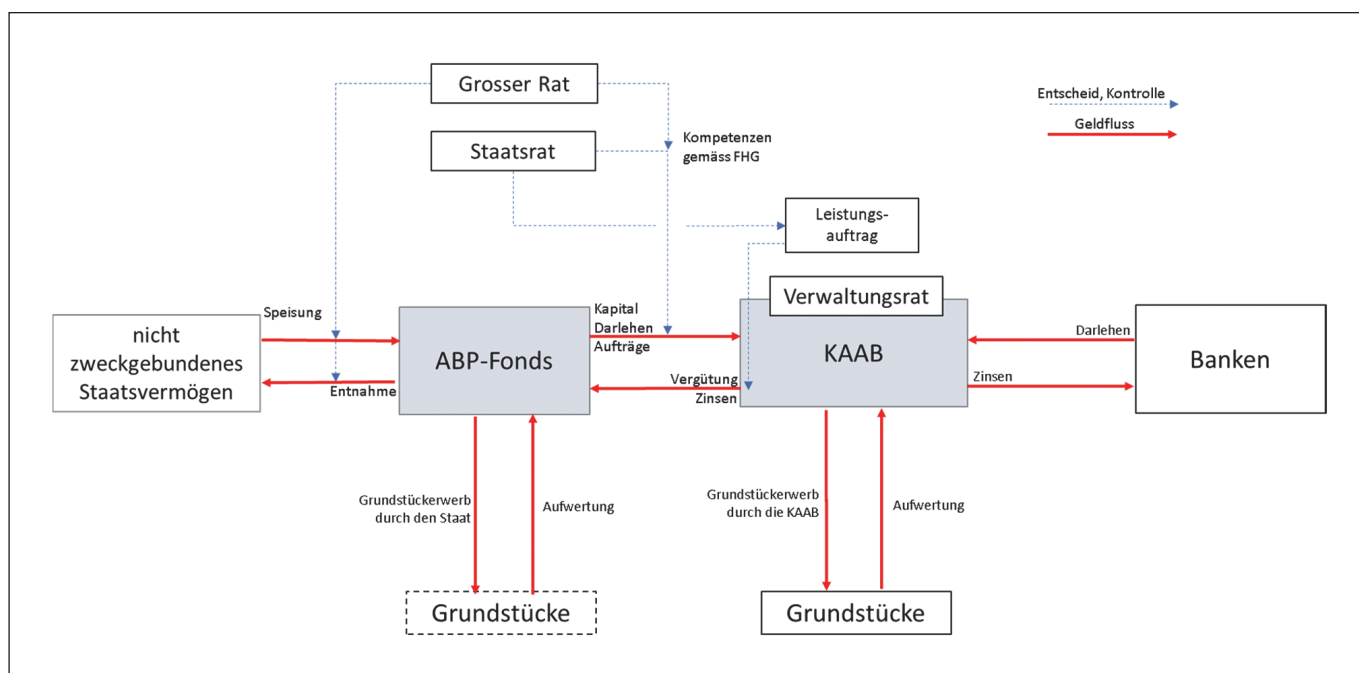 Grosser Rat
Entscheid, Kontrolle
Geldfluss
Staatsrat
Kompetenzen
gemäss FHG
Leistungs-
auftrag
Verwaltungsrat
Speisung
nicht
zweckgebundenes
Staatsvermögen
Entnahme
ABP-Fonds
Kapital
Darlehen
Aufträge
Vergütung
Zinsen
KAAB
Darlehen
Zinsen
Banken
Grundstückerwerb
durch den Staat
Aufwertung
Grundstückerwerb
durch die KAAB
Aufwertung
Grundstücke
Grundstücke